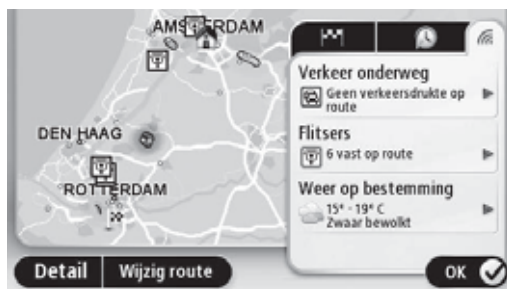 AMSTERDAM
DEN HAAG
ROTTERDAM
Verkeer onderweg
Geen verkeersdrukte op
route
Flitsers
6 vast op route
Weer op bestemming
15° - 19° C
Zwaar bewolkt
Detail
Wijzig route
OK